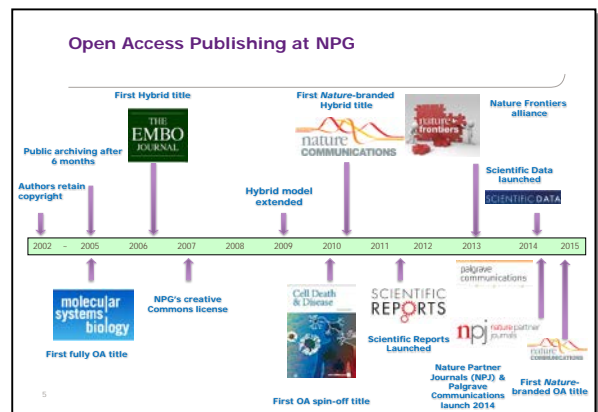 Open Access Publishing at NPG
First Hybrid title
THE
EMBO
JOURNAL
First Nature-branded
Hybrid title
nature
COMMUNICATIONS
nature+
frontiers
Nature Frontiers
alliance
Public archiving after
6 months
Authors retain
copyright
Hybrid model
extended
Scientific Data
launched
SCIENTIFIC DATA
2002 – 2005 2006 2007 2008 2009 2010 2011 2012 2013 2014 2015
molecular
systems
biology
First fully OA title
NPG's creative
Commons license
Cell Death
& Disease
First OA spin-off title
SCIENTIFIC
REPORTS
Scientific Reports
Launched
palgrave
communications
npj nature partner
journals
Nature Partner
Journals (NPJ) &
Palgrave
Communications
launch 2014
nature
COMMUNICATIONS
First Nature-
branded OA title
5